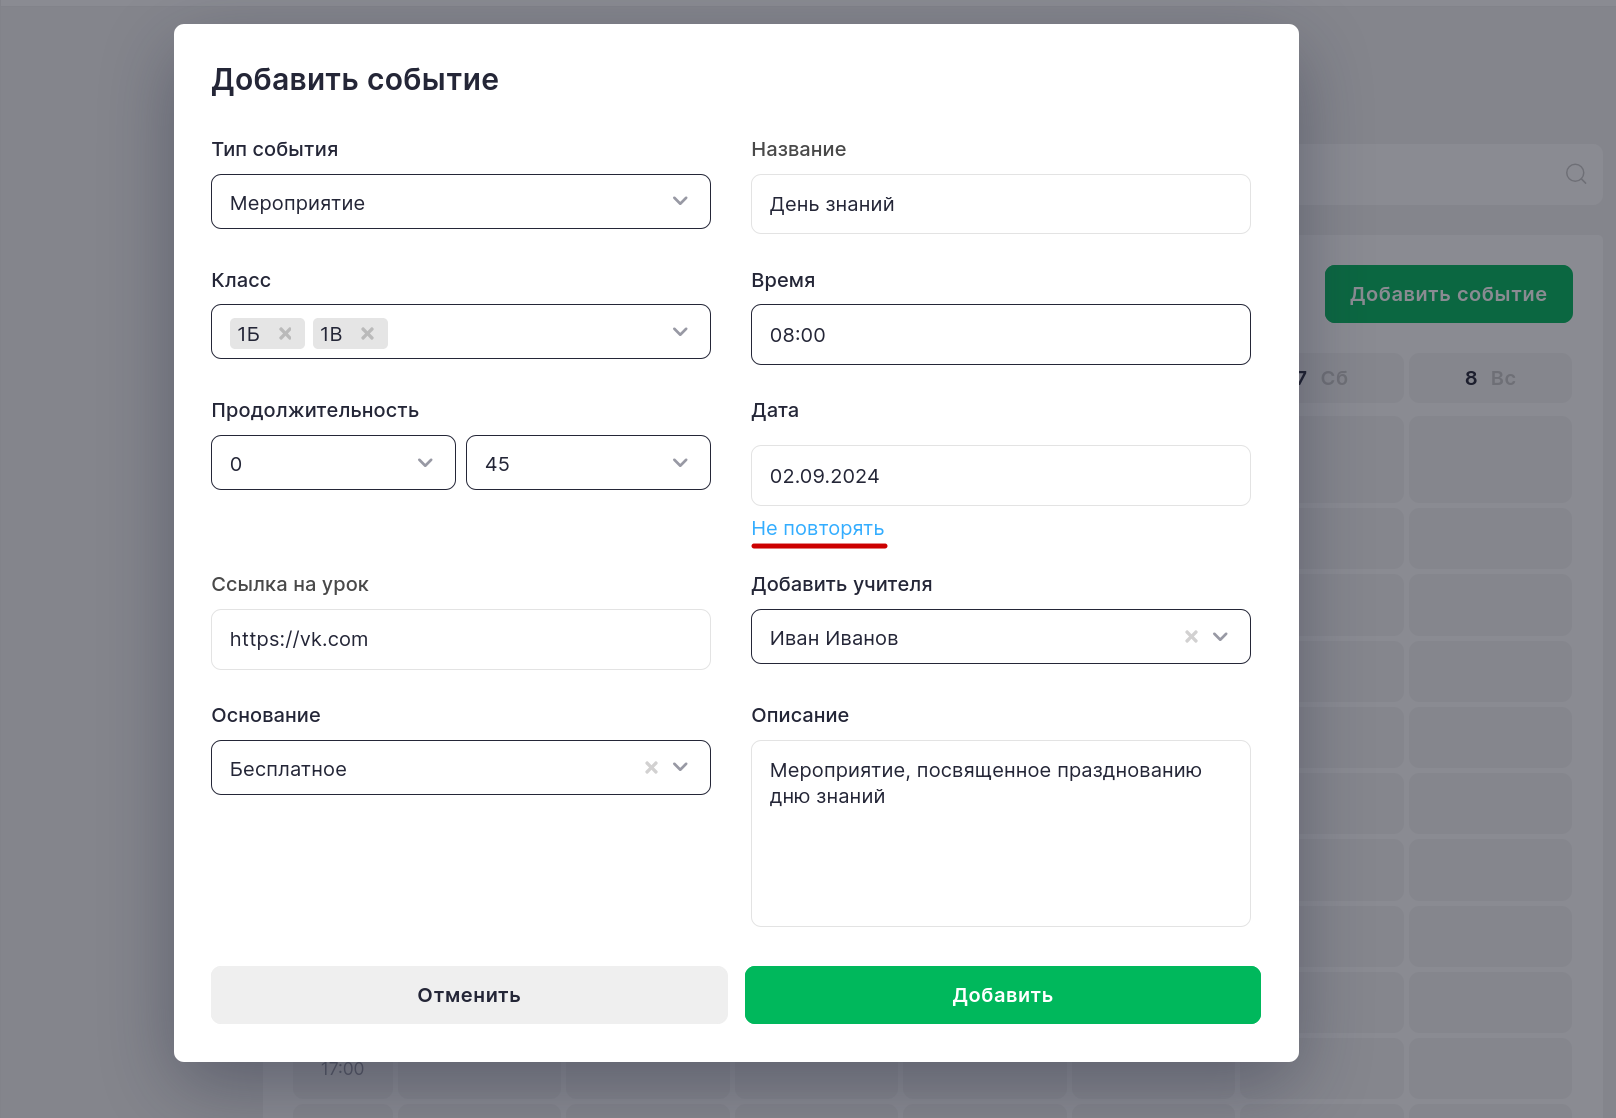 Добавить событие
Тип события
Название
Мероприятие
День знаний
Класс
Время
1Б
1В
08:00
Добавить событие
7 Сб
8 Вс
Продолжительность
Дата
0
45
02.09.2024
Не повторять
Ссылка на урок
Добавить учителя
https://vk.com
Иван Иванов
Основание
Описание
Бесплатное
Мероприятие, посвященное празднованию
дню знаний
Отменить
Добавить
17:00